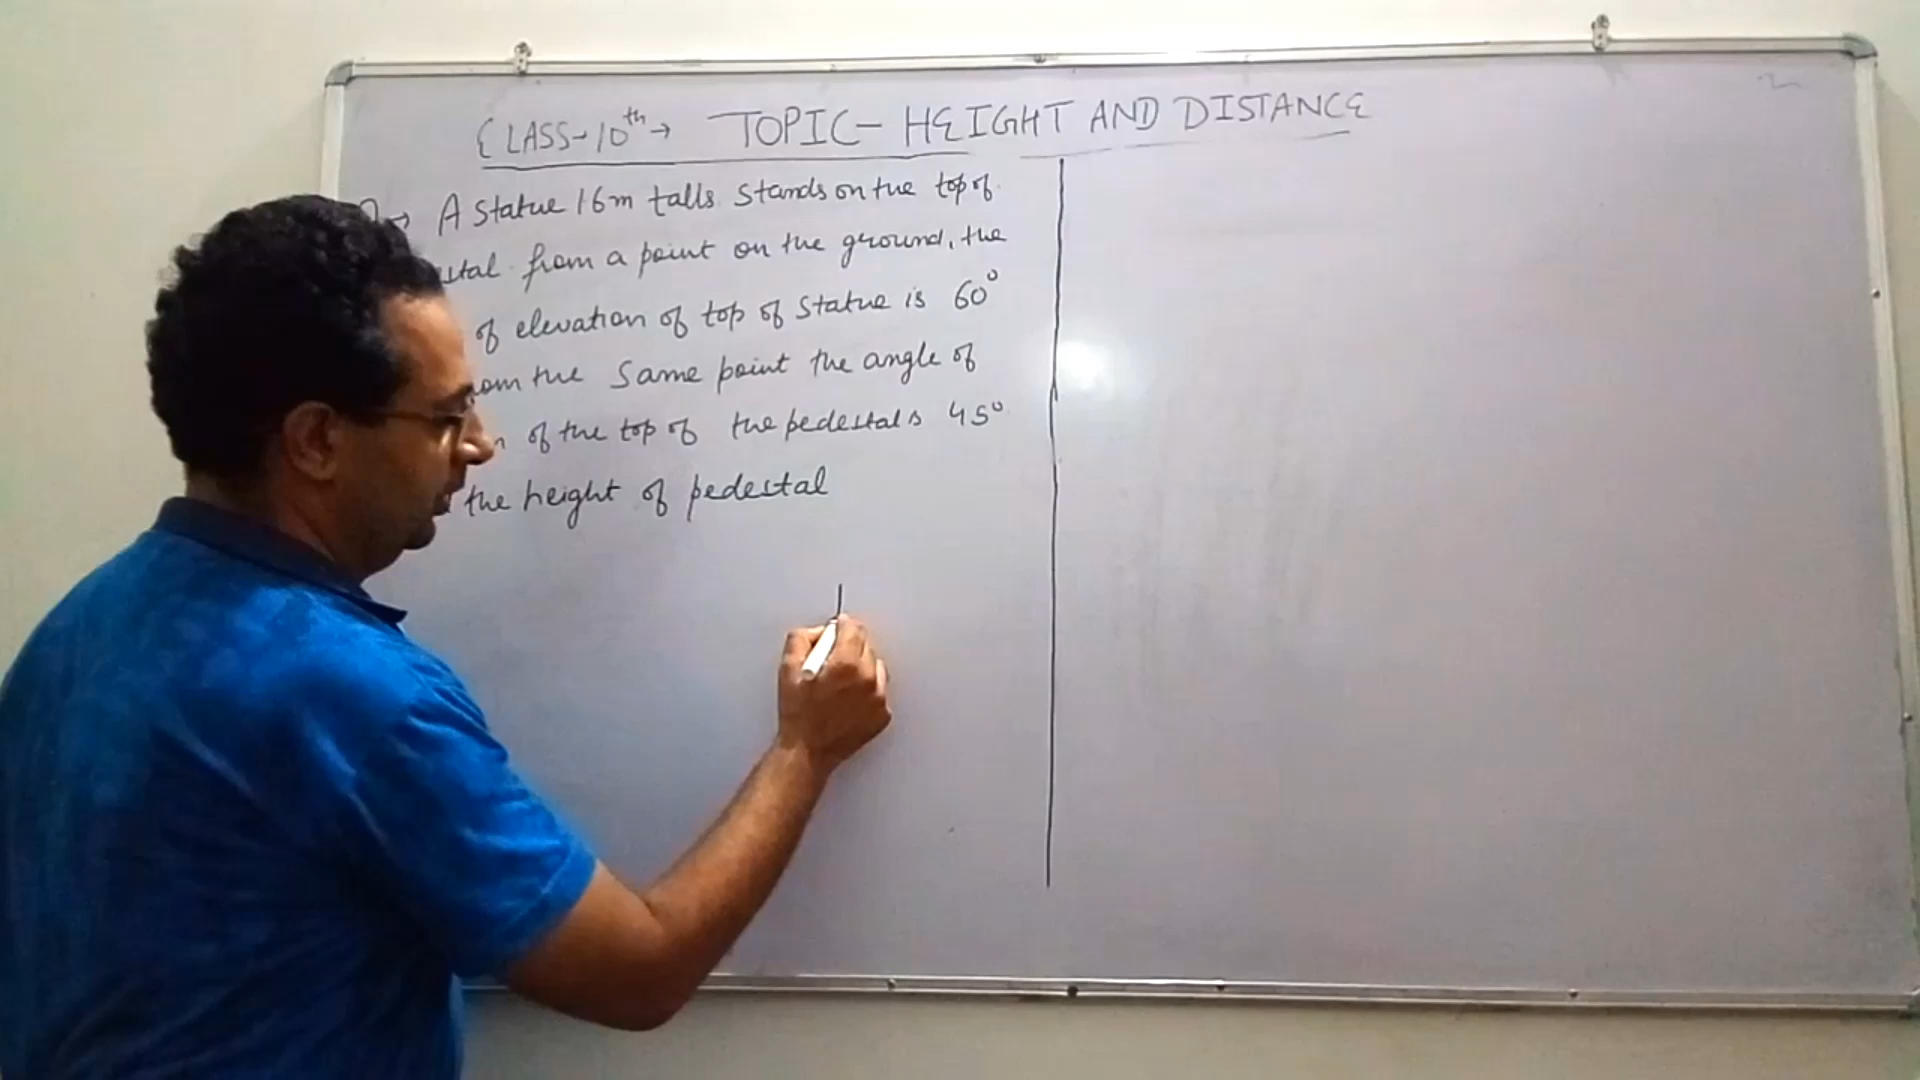 CLASS-10th → TOPIC- HEIGHT AND DISTANCE
A statue 16m talls stands on the top of
from a point on the ground, the
of elevation of top of statue is 60°
the same point the angle of
of the top of the pedestal s 45°
the height of pedestal